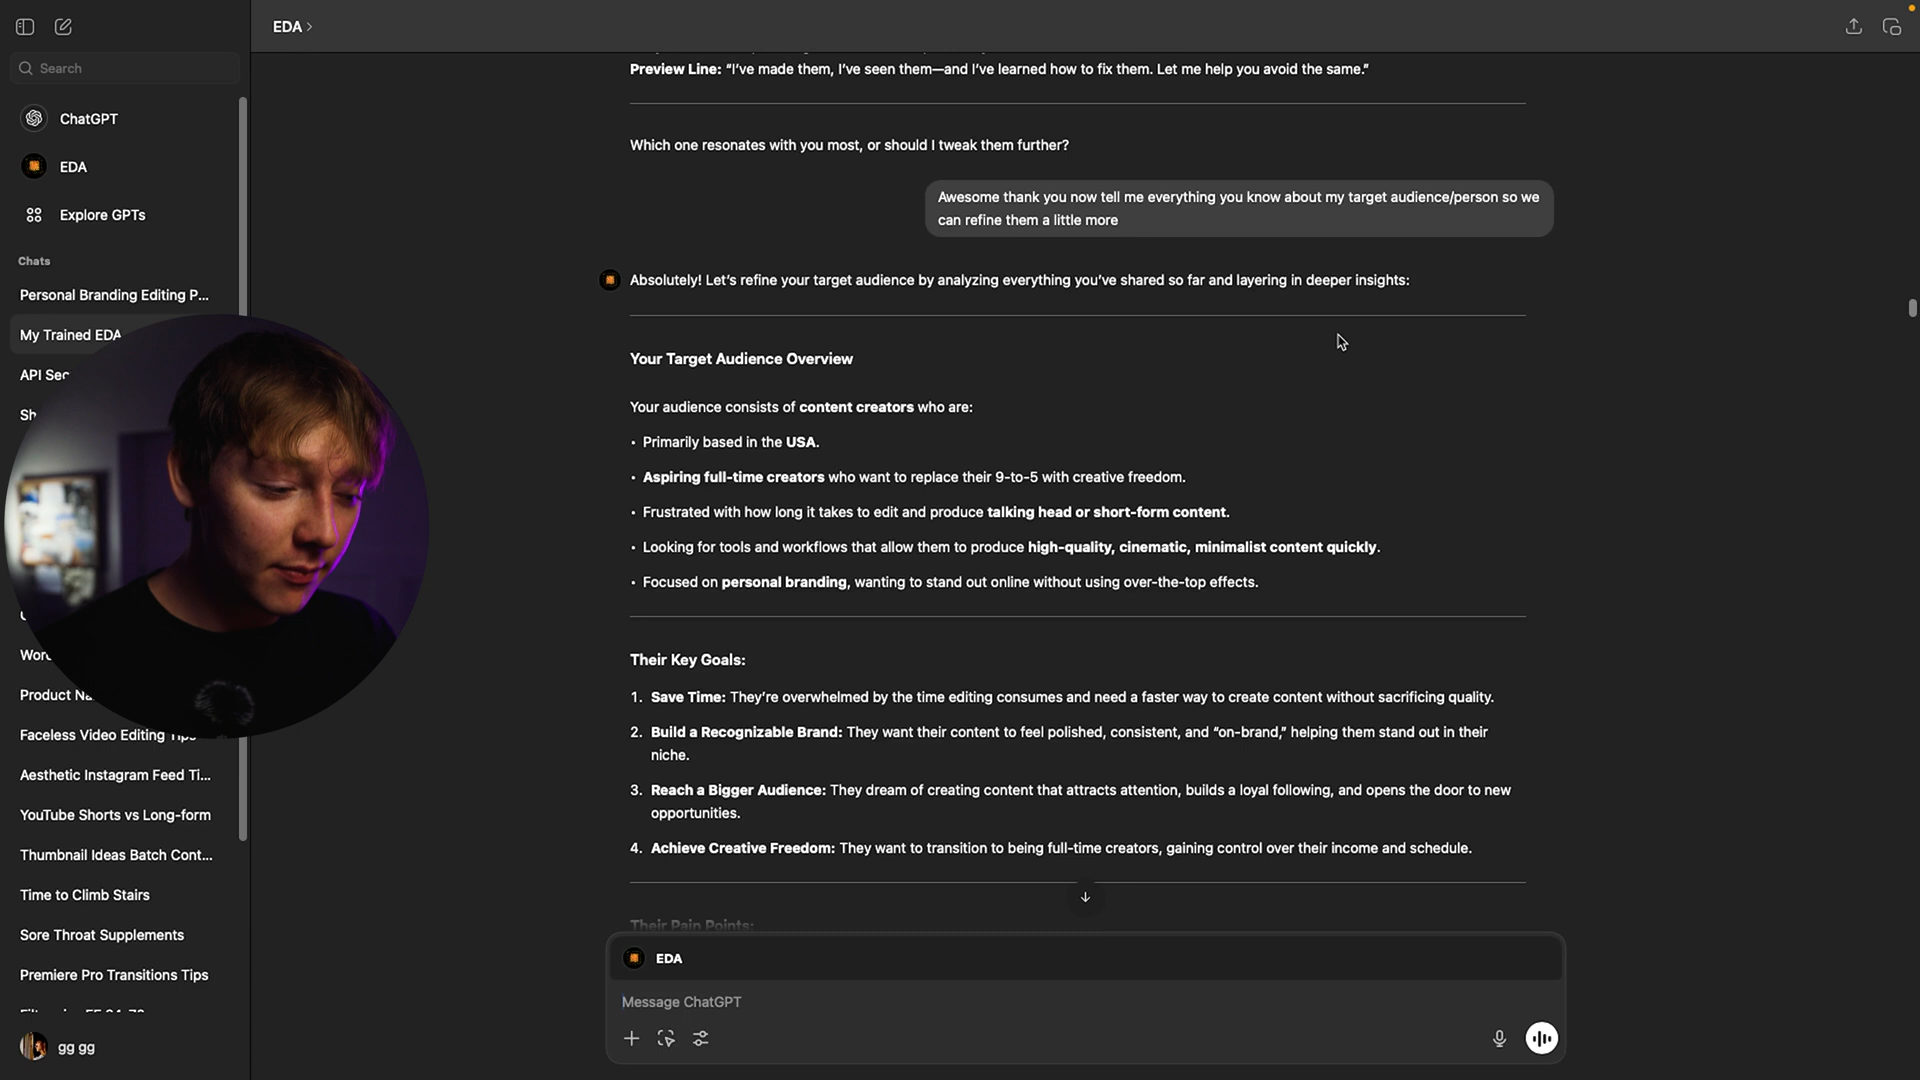 EDA >
Search
ChatGPT
EDA
Explore GPTs
Chats
Personal Branding Editing P...
My Trained EDA
API Sec
Sh
Word
Product Na
Faceless Video Editing Tips
Aesthetic Instagram Feed Ti...
YouTube Shorts vs Long-form
Thumbnail Ideas Batch Cont...
Time to Climb Stairs
Sore Throat Supplements
Premiere Pro Transitions Tips
gg gg
Preview Line: “I’ve made them, I’ve seen them—and I’ve learned how to fix them. Let me help you avoid the same.”
Which one resonates with you most, or should I tweak them further?
Awesome thank you now tell me everything you know about my target audience/person so we
can refine them a little more
Absolutely! Let’s refine your target audience by analyzing everything you’ve shared so far and layering in deeper insights:
Your Target Audience Overview
Your audience consists of content creators who are:
• Primarily based in the USA.
• Aspiring full-time creators who want to replace their 9-to-5 with creative freedom.
• Frustrated with how long it takes to edit and produce talking head or short-form content.
• Looking for tools and workflows that allow them to produce high-quality, cinematic, minimalist content quickly.
• Focused on personal branding, wanting to stand out online without using over-the-top effects.
Their Key Goals:
1. Save Time: They’re overwhelmed by the time editing consumes and need a faster way to create content without sacrificing quality.
2. Build a Recognizable Brand: They want their content to feel polished, consistent, and “on-brand,” helping them stand out in their
niche.
3. Reach a Bigger Audience: They dream of creating content that attracts attention, builds a loyal following, and opens the door to new
opportunities.
4. Achieve Creative Freedom: They want to transition to being full-time creators, gaining control over their income and schedule.
Their Pain Points:
EDA
Message ChatGPT